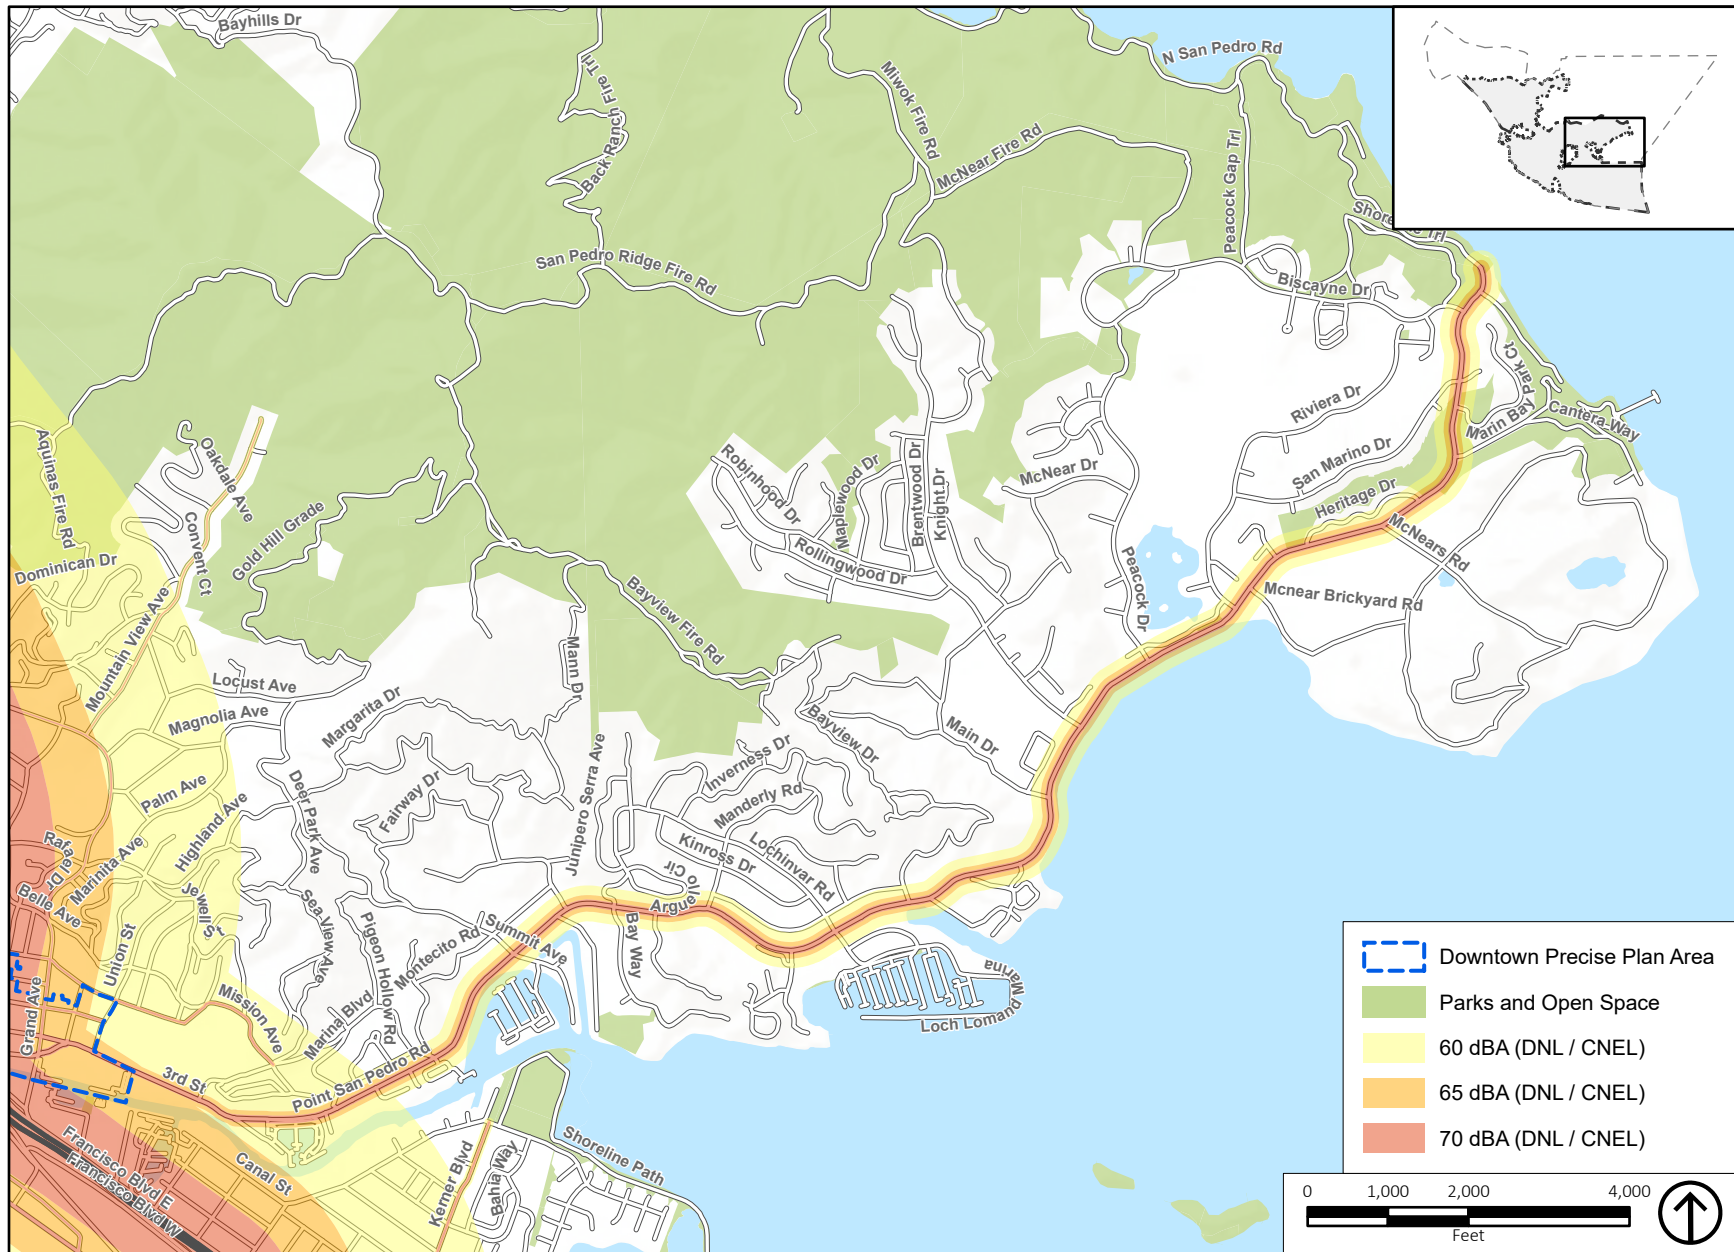 Bayhills Dr
N San Pedro Rd
Back Ranch Fire Trl
Miwok Fire Rd
McNear Fire Rd
Peacock Gap Trl
Shoreline Trl
San Pedro Ridge Fire Rd
Biscayne Dr
Marin Bay Park Ct
Riviera Dr
Cantera Way
Aquinas Fire Rd
Oakdale Ave
Convent Ct
Gold Hill Grade
Robinhood Dr
Maplewood Dr
Brentwood Dr
Knight Dr
McNear Dr
San Marino Dr
Heritage Dr
McNears Rd
Dominican Dr
Mountain View Ave
Rollingwood Dr
Peacock Dr
Mcnear Brickyard Rd
Bayview Fire Rd
Mann Dr
Locust Ave
Magnolia Ave
Margarita Dr
Bayview Dr
Main Dr
Inverness Dr
Junipero Serra Ave
Palm Ave
Deer Park Ave
Fairway Dr
Manderly Rd
Highland Ave
Rafael Dr
Marinita Ave
Kinross Dr
Lochinvar Rd
Belle Ave
Jewell St
Sea View Ave
Pigeon Hollow Rd
Arguello Cir
Union St
Montecito Rd
Summit Ave
Bay Way
Mission Ave
Marina Blvd
Loch Lomand Marina
Grand Ave
3rd St
Point San Pedro Rd
Francisco Blvd E
Francisco Blvd W
Canal St
Kerner Blvd
Bahia Way
Shoreline Path
Downtown Precise Plan Area
Parks and Open Space
60 dBA (DNL / CNEL)
65 dBA (DNL / CNEL)
70 dBA (DNL / CNEL)
0 1,000 2,000 4,000
Feet